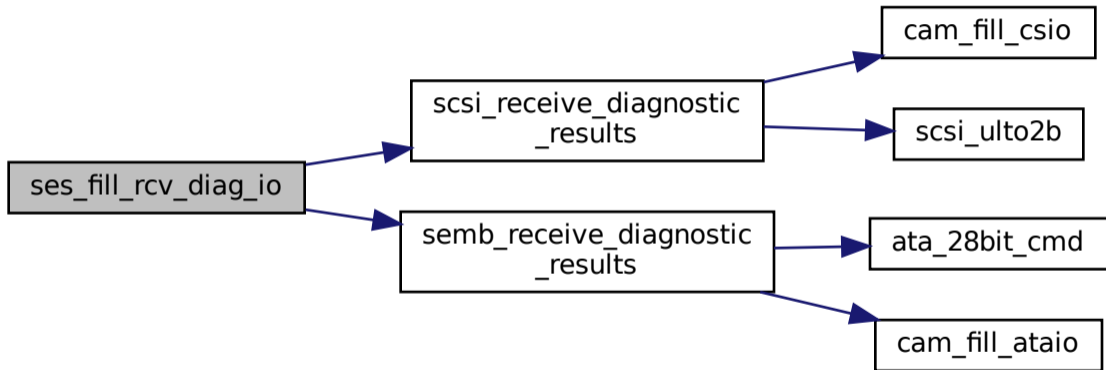 ses_fill_rcv_diag_io
scsi_receive_diagnostic
_results
semb_receive_diagnostic
_results
cam_fill_csio
scsi_ulto2b
ata_28bit_cmd
cam_fill_ataio